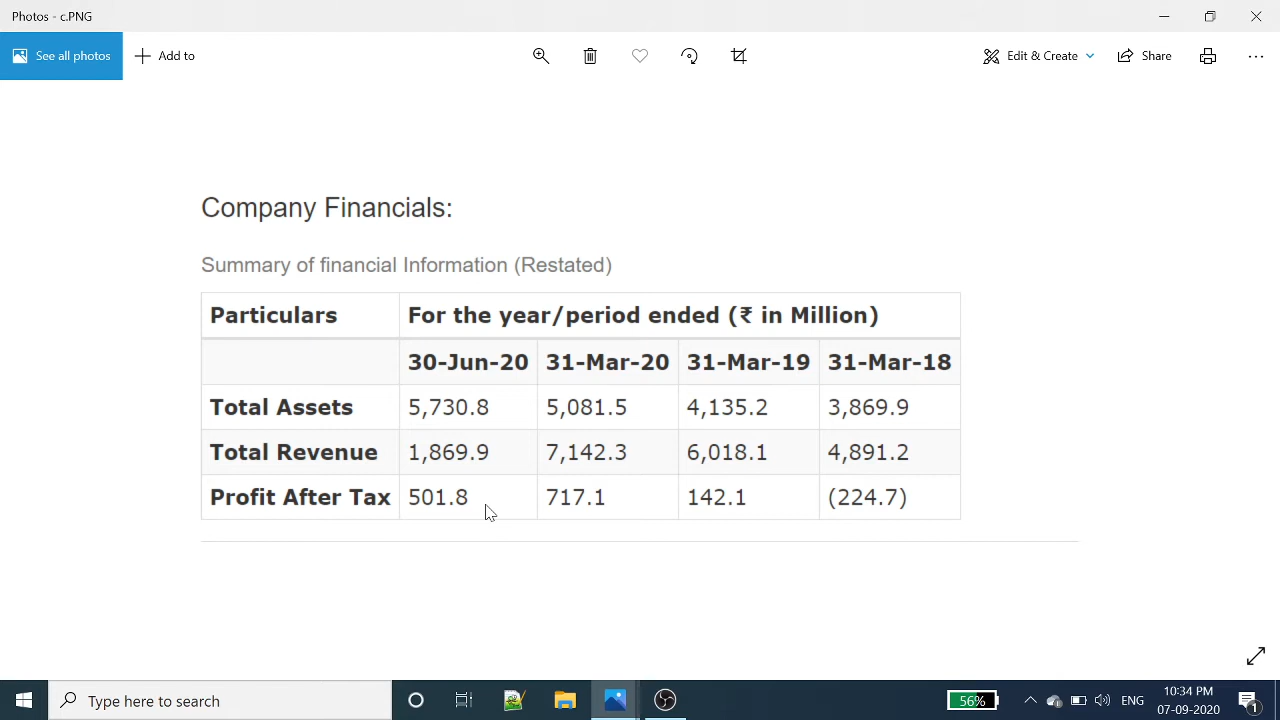 Photos - c.PNG
See all photos
Add to
Edit & Create
Share
Company Financials:
Summary of financial Information (Restated)
Particulars For the year/period ended (₹ in Million)
30-Jun-20 31-Mar-20 31-Mar-19 31-Mar-18
Total Assets 5,730.8 5,081.5 4,135.2 3,869.9
Total Revenue 1,869.9 7,142.3 6,018.1 4,891.2
Profit After Tax 501.8 717.1 142.1 (224.7)
Type here to search
56%
ENG
10:34 PM
07-09-2020
1